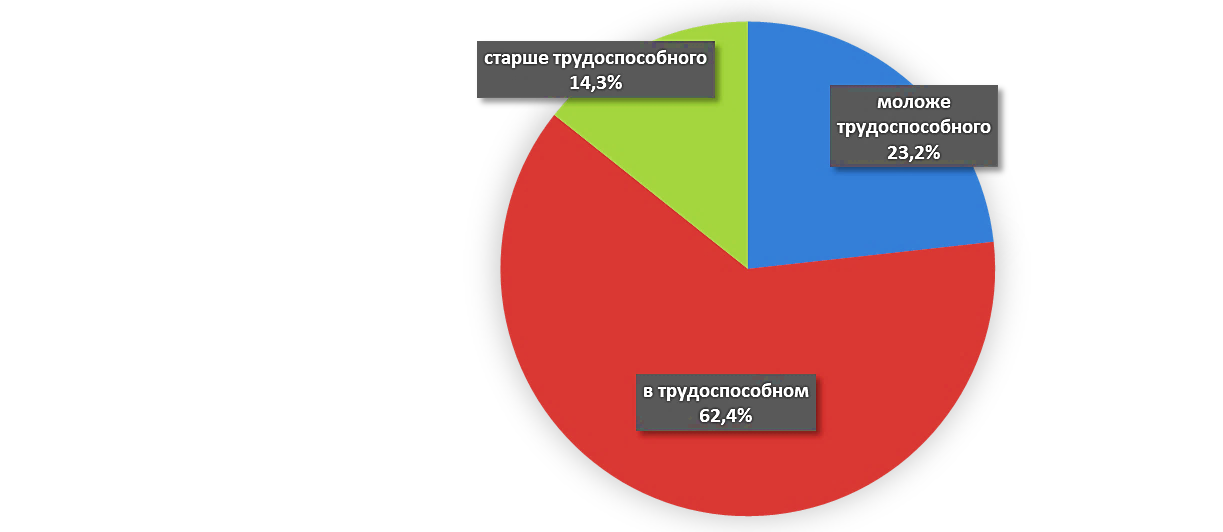 старше трудоспособного
14,3%
моложе
трудоспособного
23,2%
в трудоспособном
62,4%